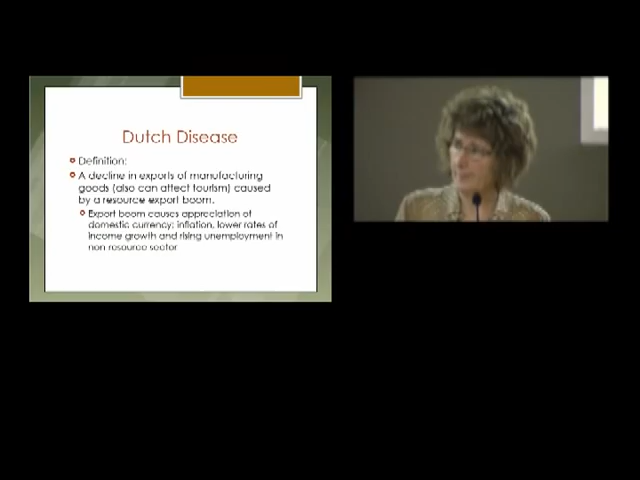 Dutch Disease
Definition:
A decline in exports of manufacturing
goods (also can affect tourism) caused
by a resource export boom.
Export boom causes appreciation of
domestic currency; inflation, lower rates of
income growth and rising unemployment in
non resource sector